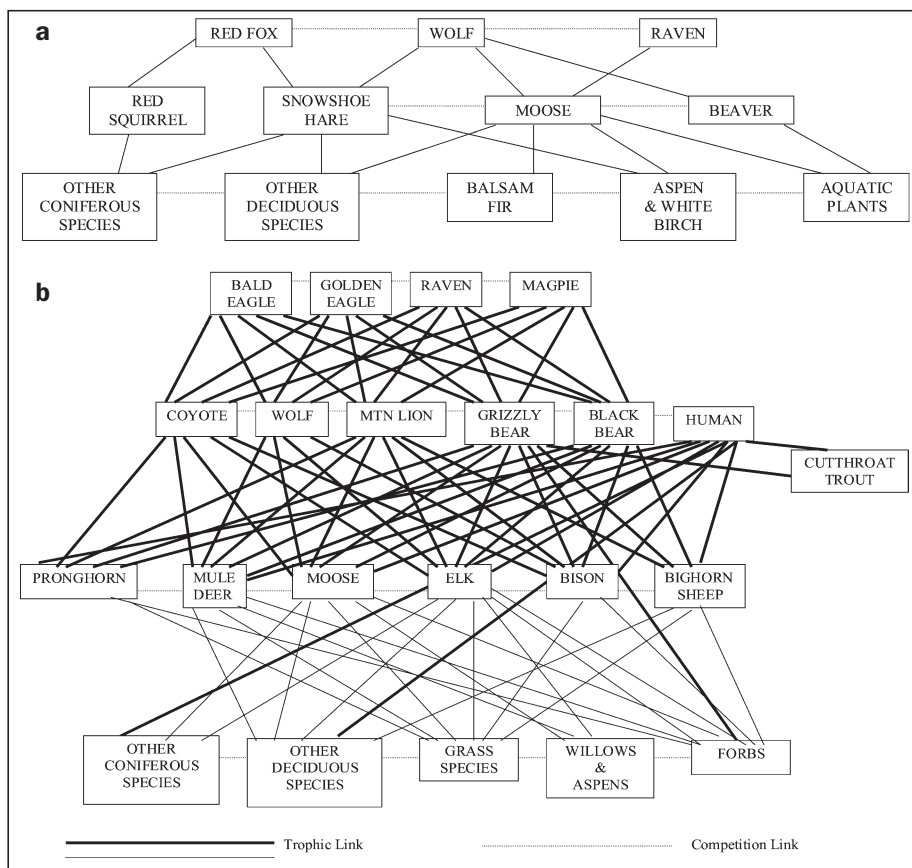 a
RED FOX
WOLF
RAVEN
RED
SQUIRREL
SNOWSHOE
HARE
MOOSE
BEAVER
OTHER
CONIFEROUS
SPECIES
OTHER
DECIDUOUS
SPECIES
BALSAM
FIR
ASPEN
& WHITE
BIRCH
AQUATIC
PLANTS
b
BALD
EAGLE
GOLDEN
EAGLE
RAVEN
MAGPIE
COYOTE
WOLF
MTN LION
GRIZZLY
BEAR
BLACK
BEAR
HUMAN
CUTTHROAT
TROUT
PRONGHORN
MULE
DEER
MOOSE
ELK
BISON
BIGHORN
SHEEP
OTHER
CONIFEROUS
SPECIES
OTHER
DECIDUOUS
SPECIES
GRASS
SPECIES
WILLOWS
&
ASPENS
FORBS
Trophic Link
Competition Link